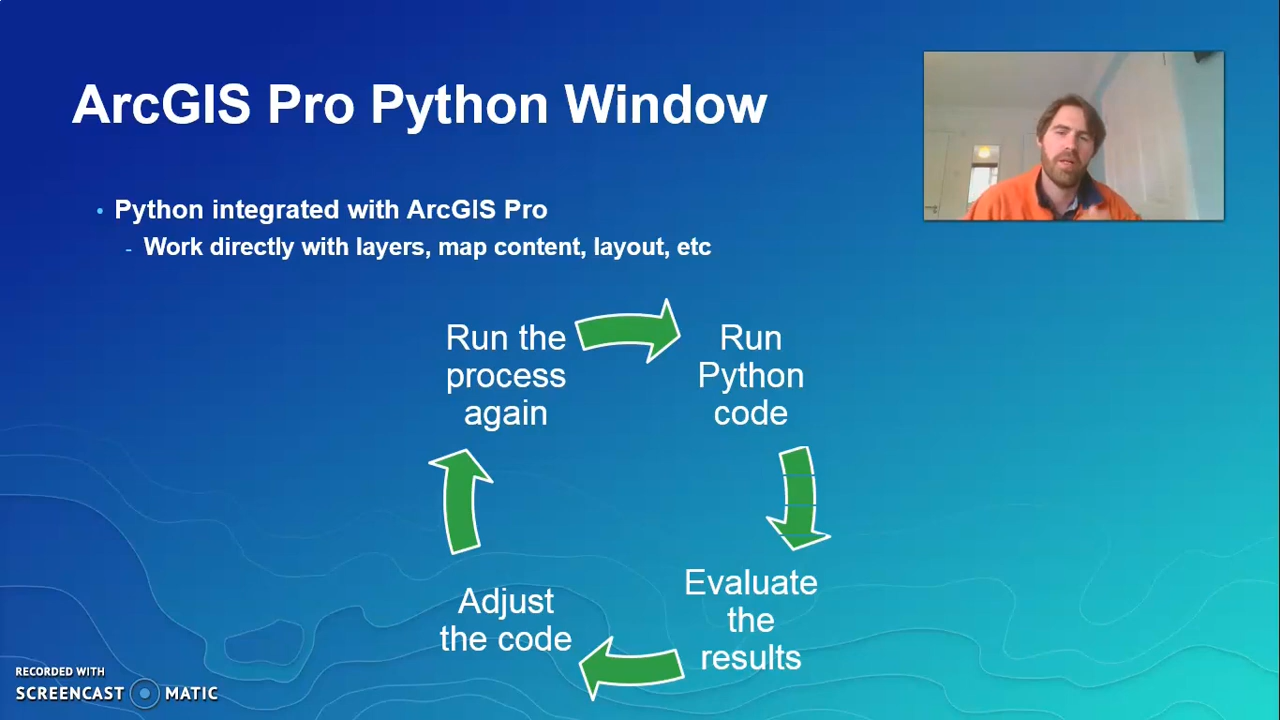 ArcGIS Pro Python Window
• Python integrated with ArcGIS Pro
- Work directly with layers, map content, layout, etc
Run the
process
again
Run
Python
code
Evaluate
the
results
Adjust
the code
RECORDED WITH
SCREENCAST MATIC